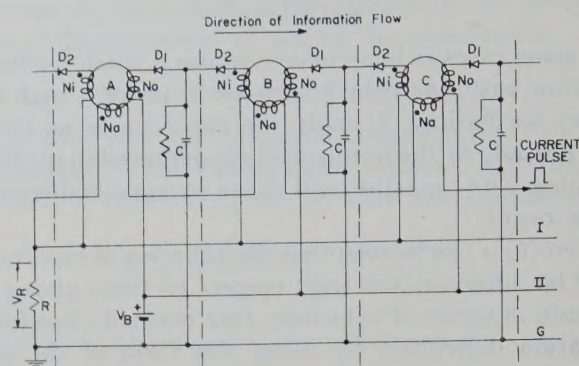 Direction of Information Flow
D2 D1 D2 D1 D2 D1
Ni No Ni B No Ni C No
Na Na Na
C C C
CURRENT
PULSE
I
VR R
II
VB +
G